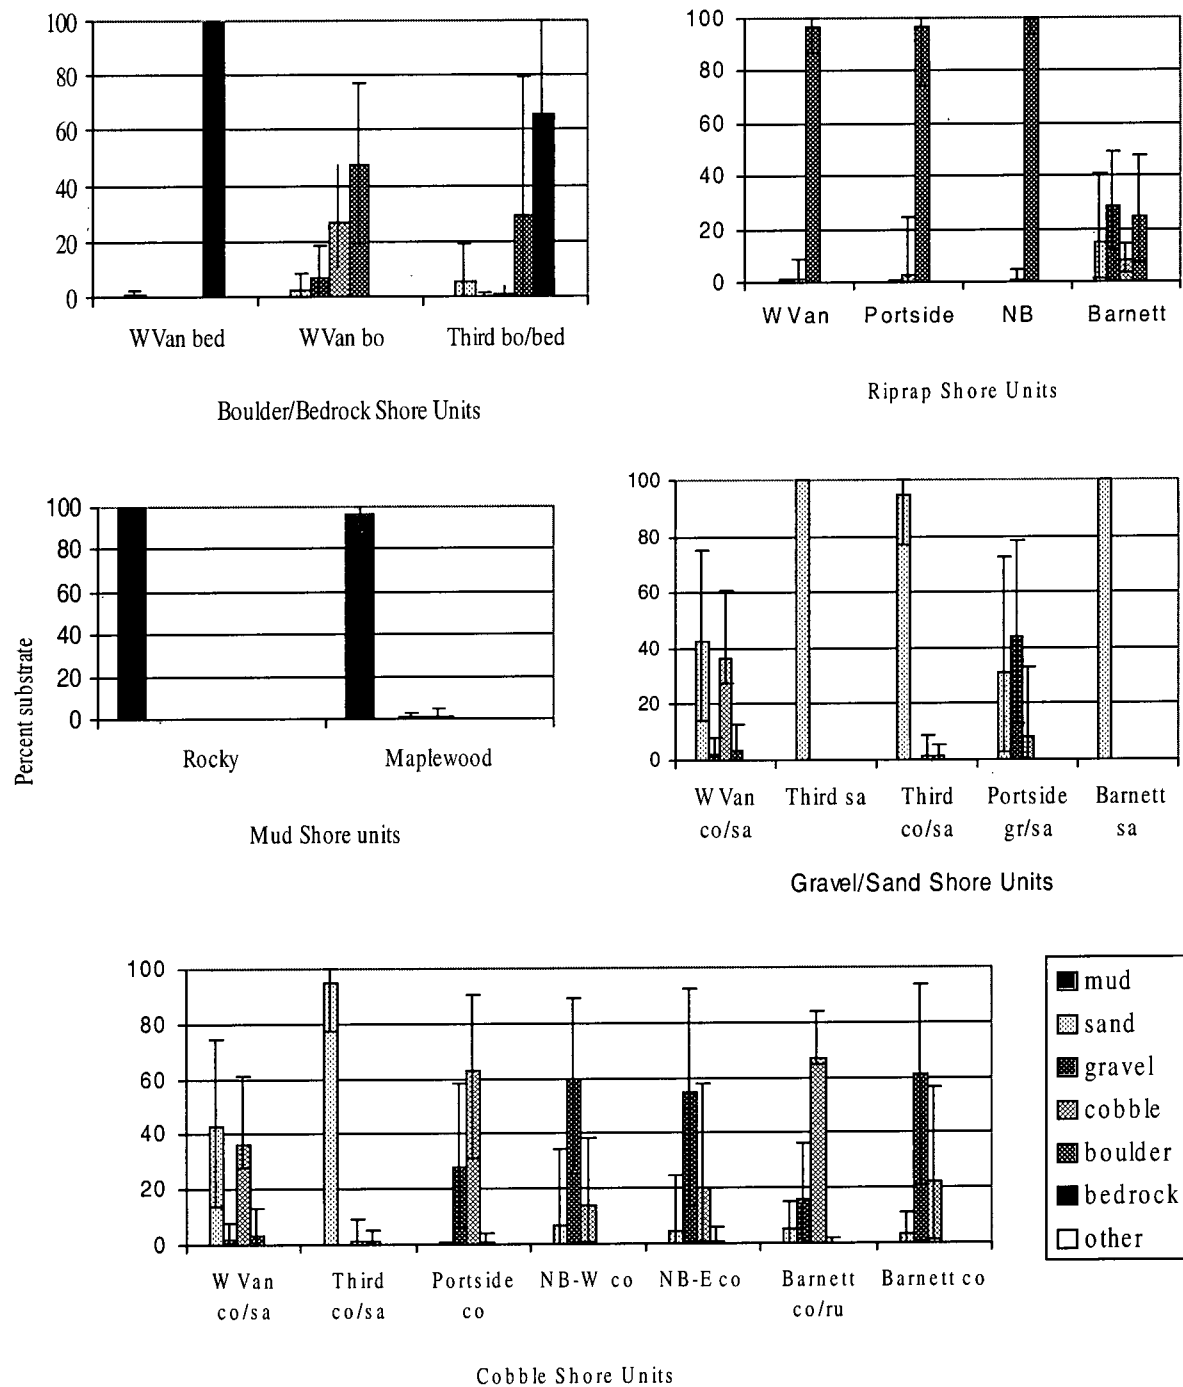 100
80
60
40
20
0
WVan bed WVan bo Third bo/bed
Boulder/Bedrock Shore Units
100
80
60
40
20
0
W Van Portside NB Barnett
Riprap Shore Units
Percent substrate
100
80
60
40
20
0
Rocky Maplewood
Mud Shore units
100
80
60
40
20
0
W Van Third sa Third Portside Barnett
co/sa co/sa gr/sa sa
Gravel/Sand Shore Units
100
80
60
40
20
0
W Van Third Portside NB-W co NB-E co Barnett Barnett co
co/sa co/sa co co/ru
Cobble Shore Units
mud
sand
gravel
cobble
boulder
bedrock
other